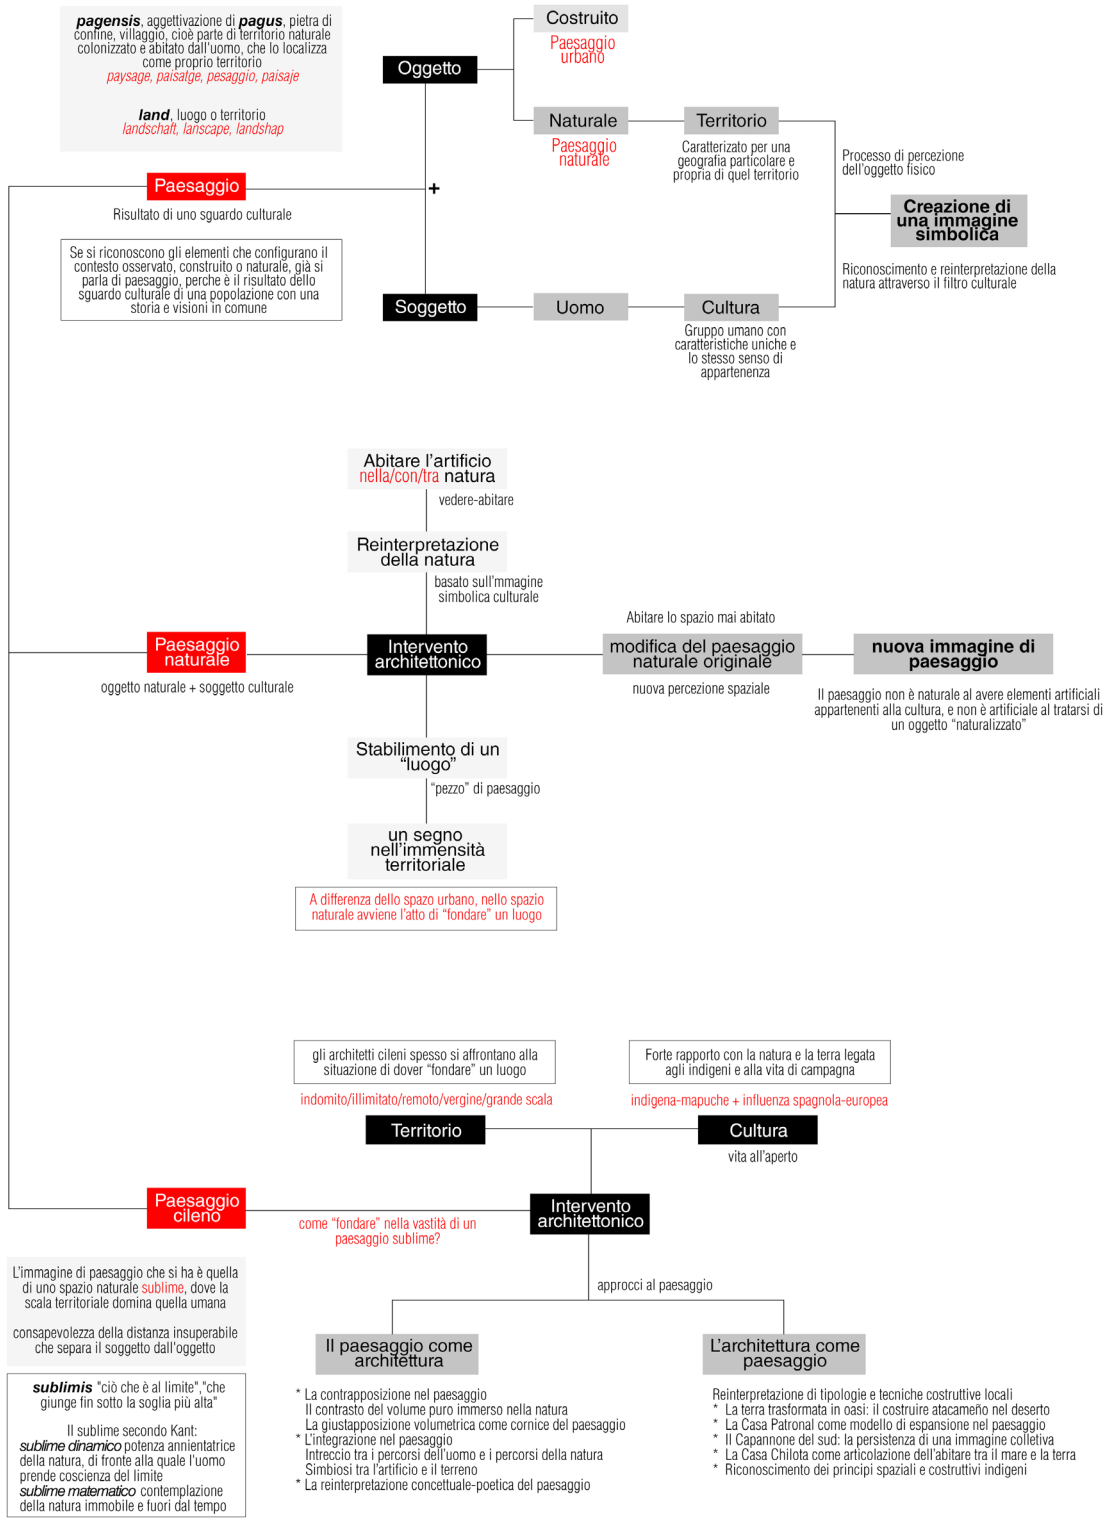 pagensis, aggettivazione di pagus, pietra di
confine, villaggio, cioè parte di territorio naturale
colonizzato e abitato dall'uomo, che lo localizza
come proprio territorio
paysage, paisatge, pesaggio, paisaje
land, luogo o territorio
landschaft, lanscape, landshap
Paesaggio
Risultato di uno sguardo culturale
Se si riconoscono gli elementi che configurano il
contesto osservato, construito o naturale, già si
parla di paesaggio, perche è il risultato dello
sguardo culturale di una popolazione con una
storia e visioni in comune
Oggetto
+
Soggetto
Costruito
Paesaggio
urbano
Naturale
Paesaggio
naturale
Territorio
Caratterizato per una
geografia particolare e
propria di quel territorio
Uomo
Cultura
Gruppo umano con
caratteristiche uniche e
lo stesso senso di
appartenenza
Processo di percezione
dell'oggetto fisico
Creazione di
una immagine
simbolica
Riconoscimento e reinterpretazione della
natura attraverso il filtro culturale
Abitare l'artificio
nella/con/tra natura
vedere-abitare
Reinterpretazione
della natura
basato sull'mmagine
simbolica culturale
Paesaggio
naturale
oggetto naturale + soggetto culturale
Intervento
architettonico
Abitare lo spazio mai abitato
modifica del paesaggio
naturale originale
nuova percezione spaziale
nuova immagine di
paesaggio
Il paesaggio non è naturale al avere elementi artificiali
appartenenti alla cultura, e non è artificiale al tratarsi di
un oggetto “naturalizzato”
Stabilimento di un
“luogo”
“pezzo” di paesaggio
un segno
nell'immensità
territoriale
A differenza dello spazo urbano, nello spazio
naturale avviene l'atto di “fondare” un luogo
gli architetti cileni spesso si affrontano alla
situazione di dover “fondare” un luogo
indomito/illimitato/remoto/vergine/grande scala
Territorio
Forte rapporto con la natura e la terra legata
agli indigeni e alla vita di campagna
indigena-mapuche + influenza spagnola-europea
Cultura
vita all'aperto
Paesaggio
cileno
come “fondare” nella vastità di un
paesaggio sublime?
Intervento
architettonico
approcci al paesaggio
L'immagine di paesaggio che si ha è quella
di uno spazio naturale sublime, dove la
scala territoriale domina quella umana
consapevolezza della distanza insuperabile
che separa il soggetto dall'oggetto
sublimis "ciò che è al limite","che
giunge fin sotto la soglia più alta"
Il sublime secondo Kant:
sublime dinamico potenza annientatrice
della natura, di fronte alla quale l'uomo
prende coscienza del limite
sublime matematico contemplazione
della natura immobile e fuori dal tempo
Il paesaggio come
architettura
* La contrapposizione nel paesaggio
Il contrasto del volume puro immerso nella natura
La giustapposizione volumetrica come cornice del paesaggio
* L'integrazione nel paesaggio
Intreccio tra i percorsi dell'uomo e i percorsi della natura
Simbiosi tra l'artificio e il terreno
* La reinterpretazione concettuale-poetica del paesaggio
L'architettura come
paesaggio
Reinterpretazione di tipologie e tecniche costruttive locali
* La terra trasformata in oasi: il costruire atacameño nel deserto
* La Casa Patronal come modello di espansione nel paesaggio
* Il Capannone del sud: la persistenza di una immagine colletiva
* La Casa Chilota come articolazione dell'abitare tra il mare e la terra
* Riconoscimento dei principi spaziali e costruttivi indigeni